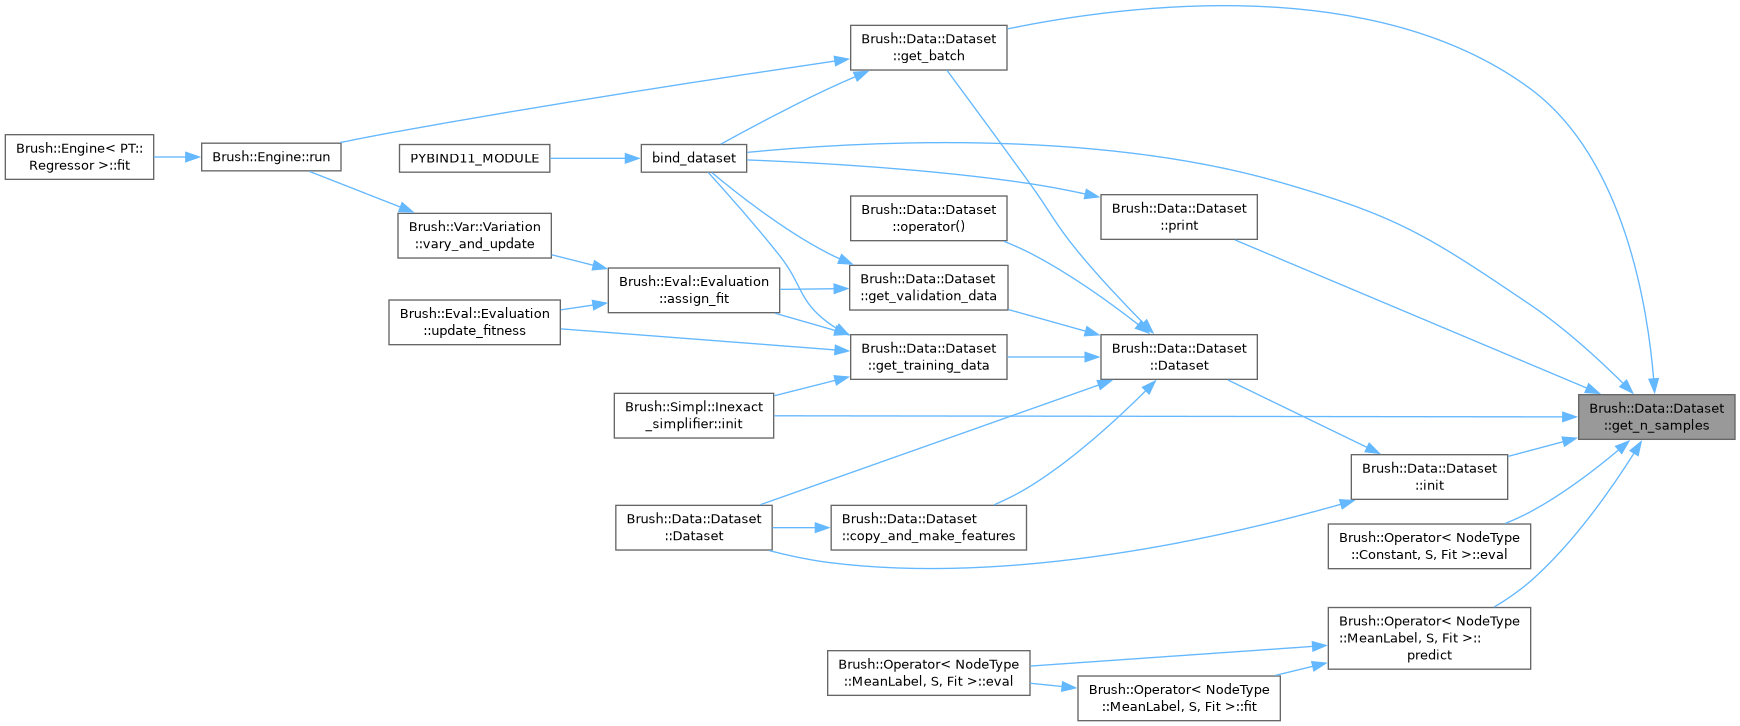 Brush::Data::Dataset
::get_batch
Brush::Engine< PT::
Regressor >::fit
Brush::Engine::run
PYBIND11_MODULE
bind_dataset
Brush::Data::Dataset
::operator()
Brush::Data::Dataset
::print
Brush::Var::Variation
::vary_and_update
Brush::Eval::Evaluation
::assign_fit
Brush::Data::Dataset
::get_validation_data
Brush::Eval::Evaluation
::update_fitness
Brush::Data::Dataset
::get_training_data
Brush::Data::Dataset
::Dataset
Brush::Simpl::Inexact
_simplifier::init
Brush::Data::Dataset
::get_n_samples
Brush::Data::Dataset
::init
Brush::Data::Dataset
::Dataset
Brush::Data::Dataset
::copy_and_make_features
Brush::Operator< NodeType
::Constant, S, Fit >::eval
Brush::Operator< NodeType
::MeanLabel, S, Fit >::
predict
Brush::Operator< NodeType
::MeanLabel, S, Fit >::eval
Brush::Operator< NodeType
::MeanLabel, S, Fit >::fit